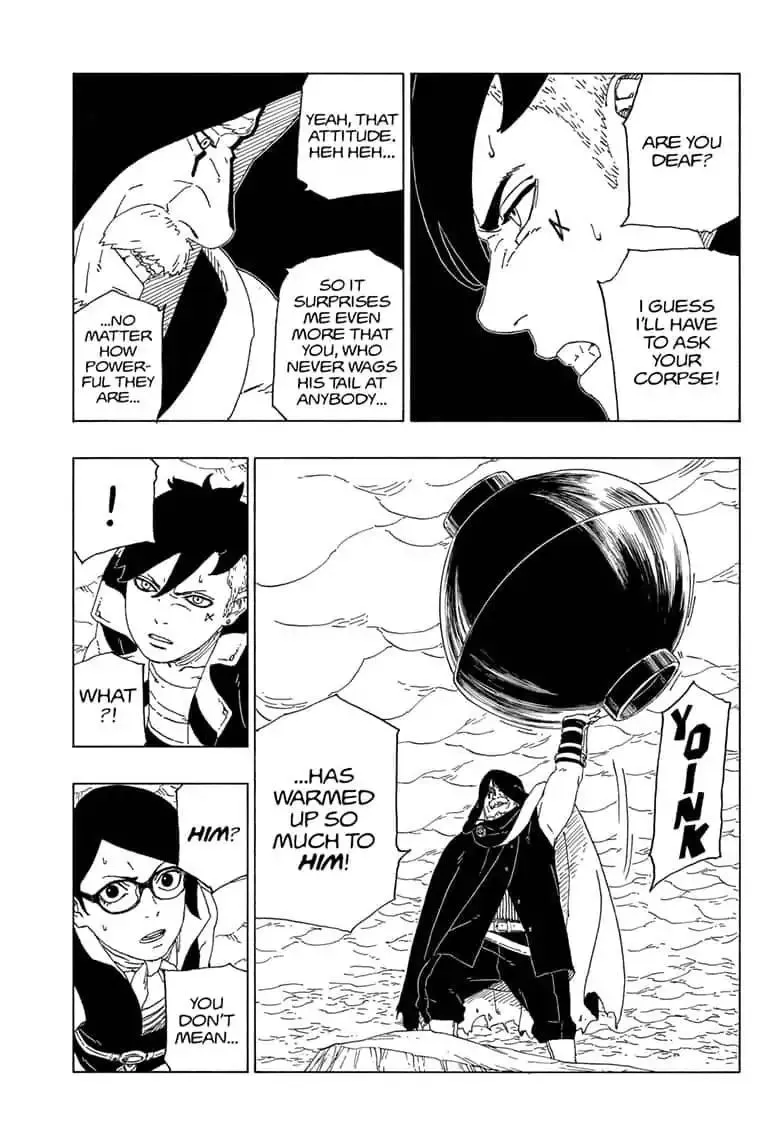 ARE YOU
DEAF?
I GUESS
I'LL HAVE
TO ASK
YOUR
CORPSE!
YEAH, THAT
ATTITUDE.
HEH HEH...
SO IT
SURPRISES
ME EVEN
MORE THAT
YOU, WHO
NEVER WAGS
HIS TAIL AT
ANYBODY...
...NO
MATTER
HOW
POWER-
FUL THEY
ARE...
YOINK
...HAS
WARMED
UP SO
MUCH TO
HIM!
!
WHAT
?!
HIM?
YOU
DON'T
MEAN...